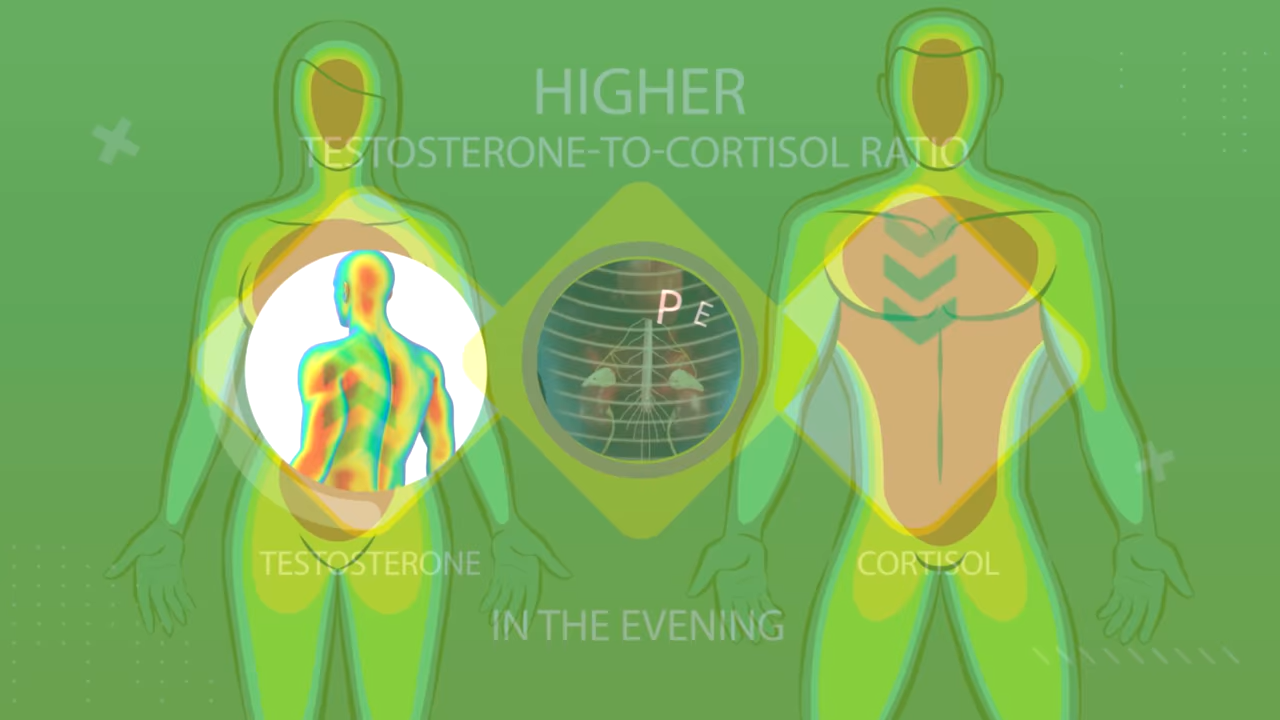 HIGHER
TESTOSTERONE-TO-CORTISOL RATIO
P E
TESTOSTERONE
CORTISOL
IN THE EVENING